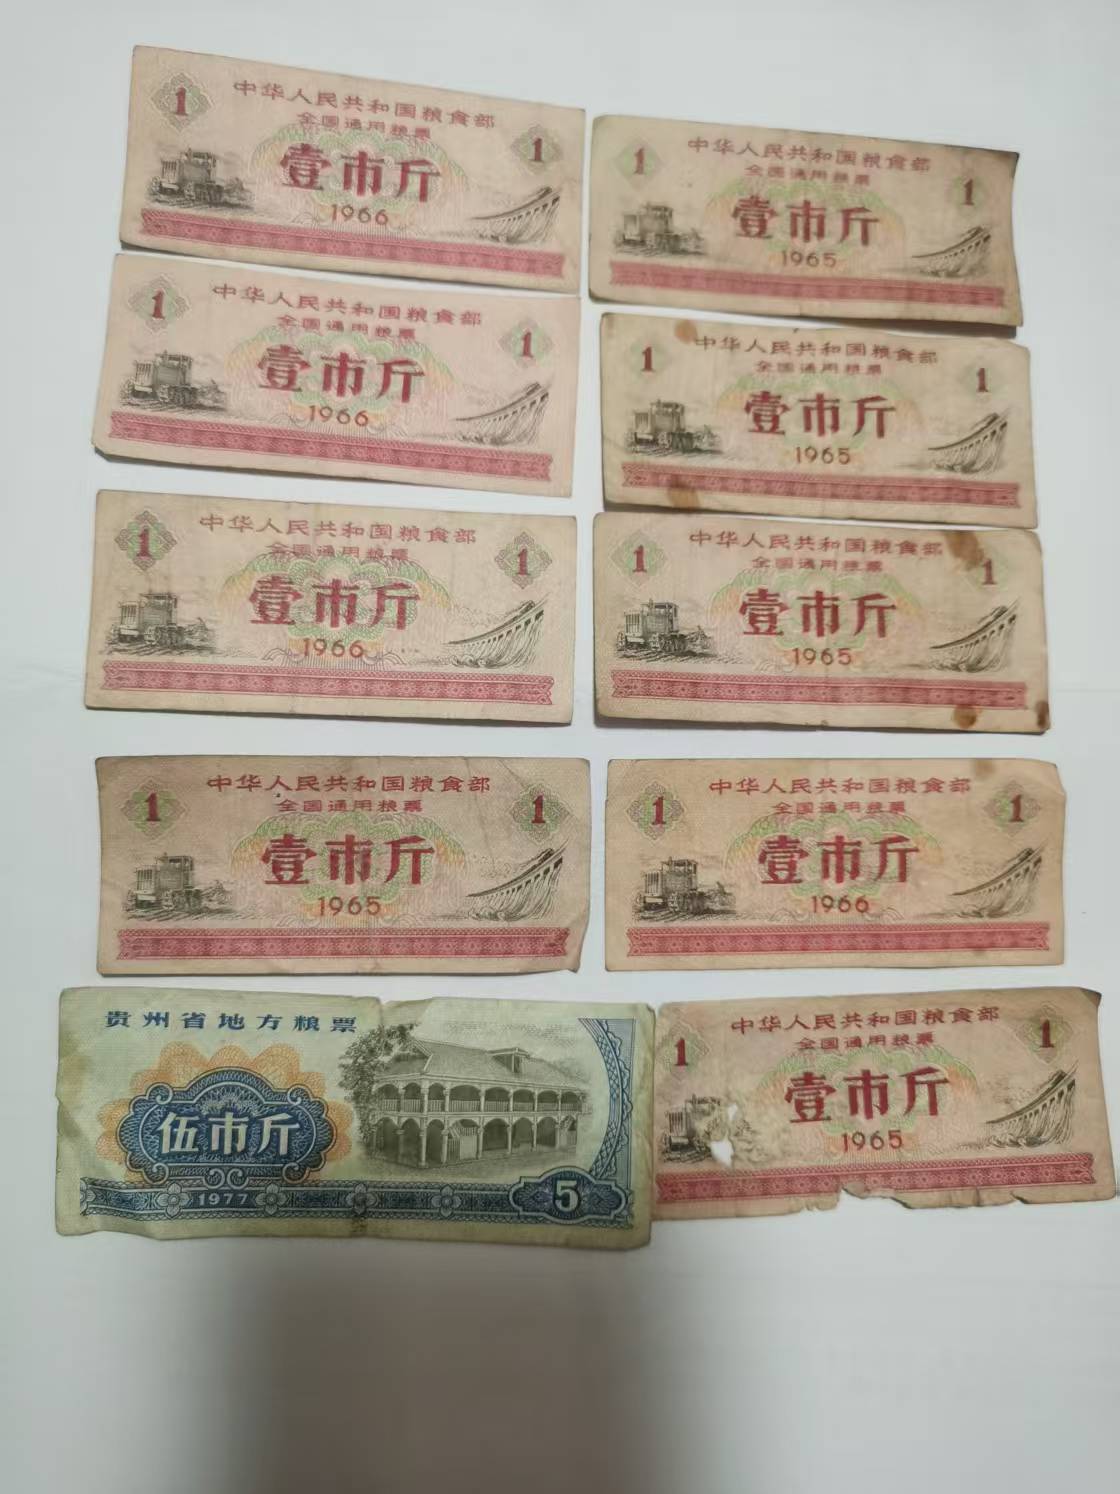 1
中华人民共和国粮食部
全国通用粮票
壹市斤
1
1966
1
中华人民共和国粮食部
全国通用粮票
壹市斤
1
1965
1
中华人民共和国粮食部
全国通用粮票
壹市斤
1
1966
1
中华人民共和国粮食部
全国通用粮票
壹市斤
1
1965
1
中华人民共和国粮食部
全国通用粮票
壹市斤
1
1966
1
中华人民共和国粮食部
全国通用粮票
壹市斤
1
1965
1
中华人民共和国粮食部
全国通用粮票
壹市斤
1
1965
1
中华人民共和国粮食部
全国通用粮票
壹市斤
1
1966
贵州省地方粮票
伍市斤
1977
5
1
中华人民共和国粮食部
全国通用粮票
壹市斤
1
1965